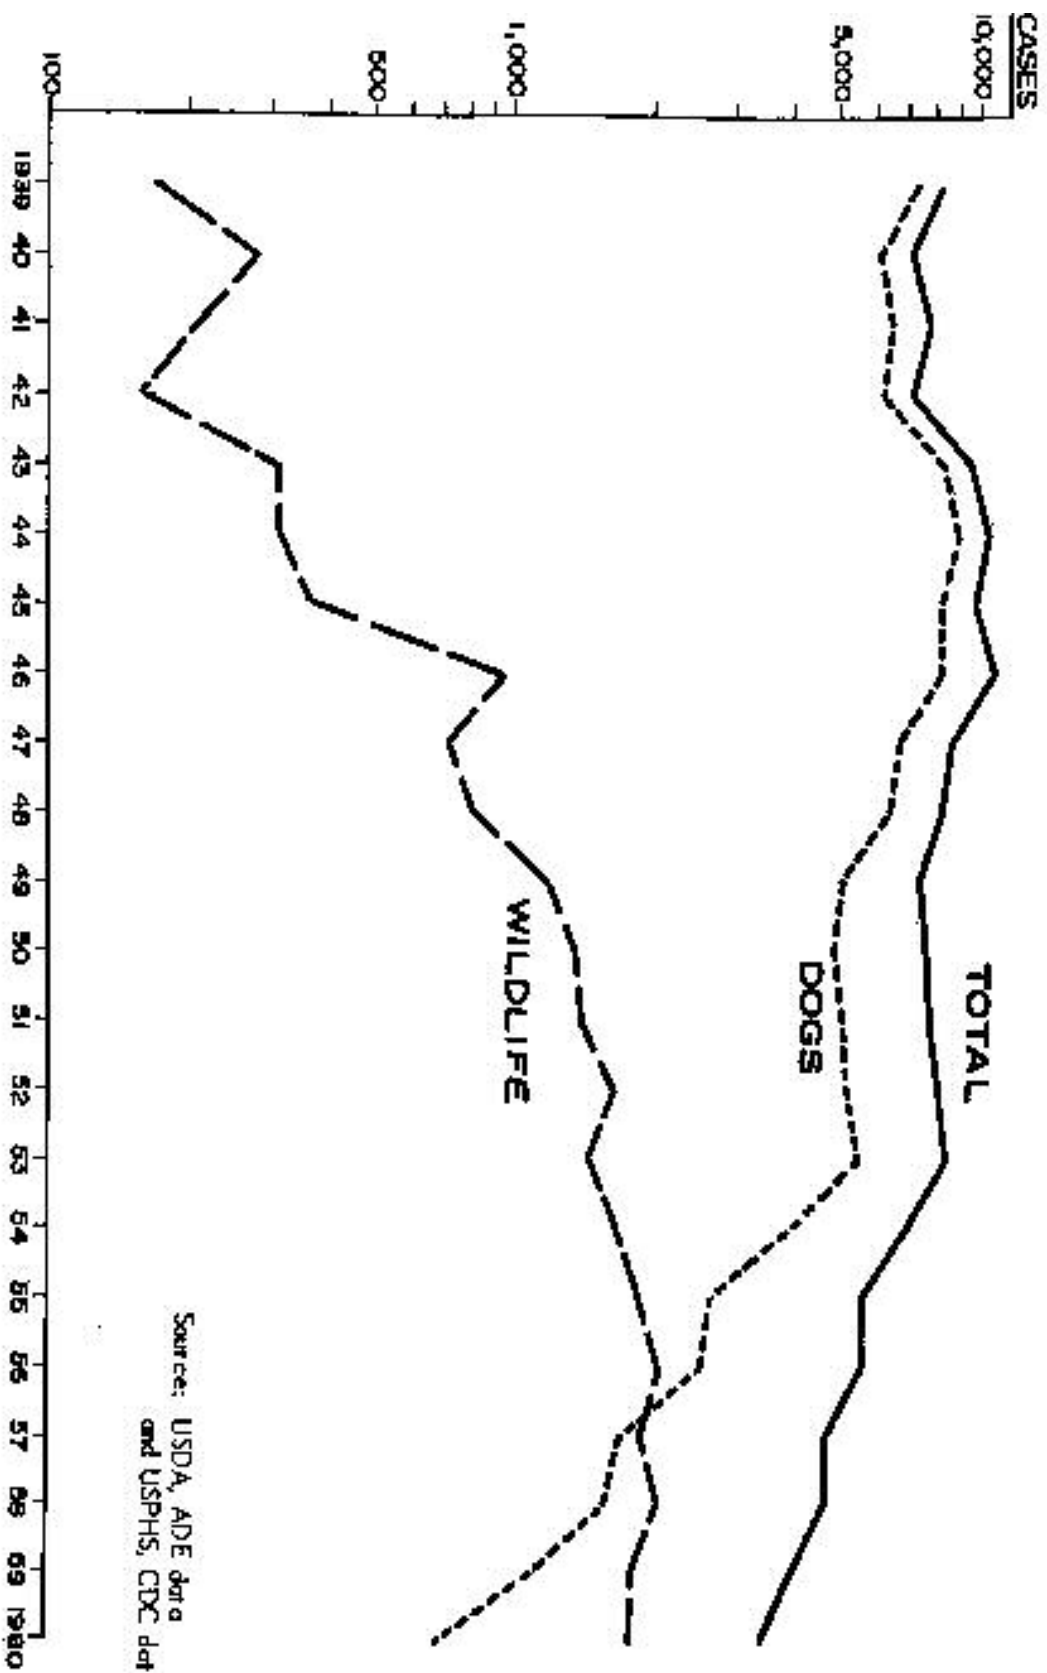 CASES
10,000
5,000
1,000
500
100
TOTAL
DOGS
WILDLIFE
Source: USDA, ADE data
and USPHS, CDC dat
40 41 42 43 44 45 46 47 48 49 50 51 52 53 54 55 56 57 58 59 1960